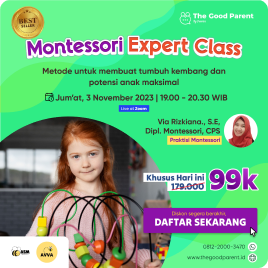 BEST
SELLER
The Good Parent
Montessori Expert Class
Metode untuk membuat tumbuh kembang dan
potensi anak maksimal
Jum'at, 3 November 2023 | 19.00 - 20.30 WIB
Live at Zoom
Via Rizkiana., S.E,
Dipl. Montessori, CPS
Praktisi Montessori
Khusus Hari ini
179.000
99k
Diskon segera berakhir,
DAFTAR SEKARANG
BSM
AVVA
0812-2000-3470
www.thegoodparent.id